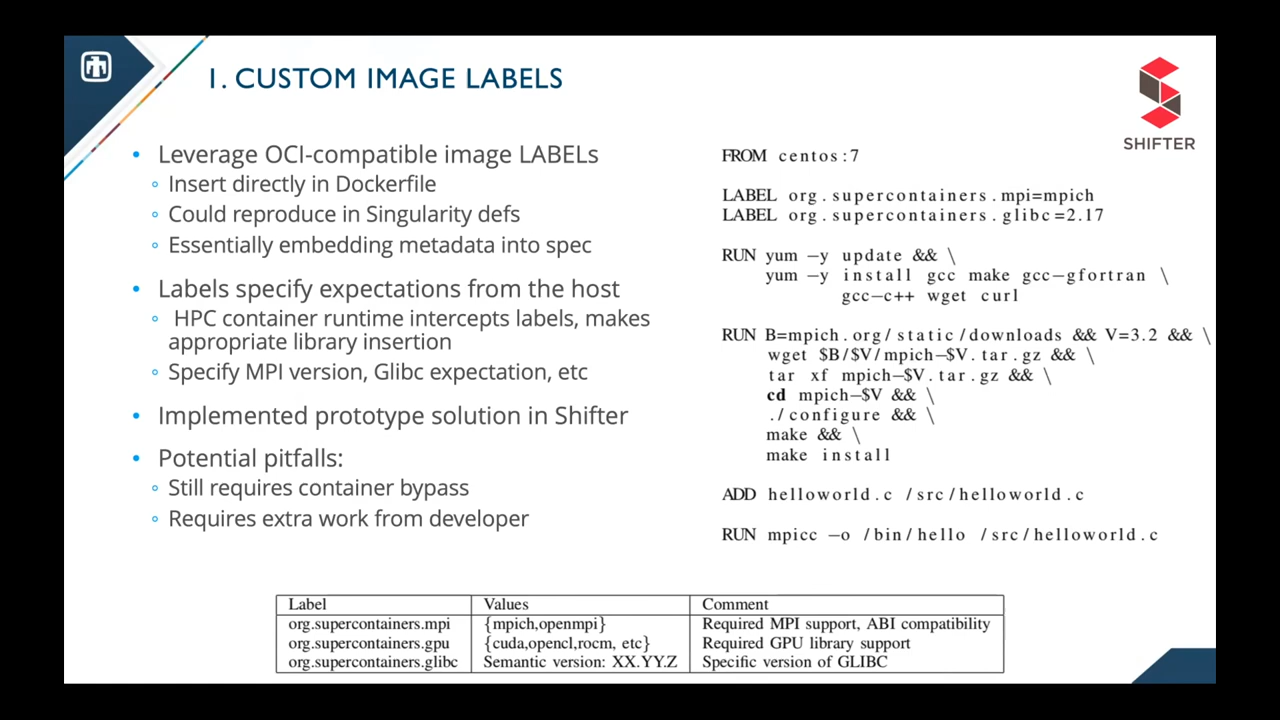 1. CUSTOM IMAGE LABELS
SHIFTER
• Leverage OCI-compatible image LABELs
◦ Insert directly in Dockerfile
◦ Could reproduce in Singularity defs
◦ Essentially embedding metadata into spec
• Labels specify expectations from the host
◦ HPC container runtime intercepts labels, makes
appropriate library insertion
◦ Specify MPI version, Glibc expectation, etc
• Implemented prototype solution in Shifter
• Potential pitfalls:
◦ Still requires container bypass
◦ Requires extra work from developer
FROM centos:7
LABEL org.supercontainers.mpi=mpich
LABEL org.supercontainers.glibc=2.17
RUN yum −y update && \
yum −y install gcc make gcc−gfortran \
gcc−c++ wget curl
RUN B=mpich.org/static/downloads && V=3.2 && \
wget $B/$V/mpich−$V.tar.gz && \
tar xf mpich−$V.tar.gz && \
cd mpich−$V && \
./configure && \
make && \
make install
ADD helloworld.c /src/helloworld.c
RUN mpicc −o /bin/hello /src/helloworld.c
Label Values Comment
org.supercontainers.mpi {mpich,openmpi} Required MPI support, ABI compatibility
org.supercontainers.gpu {cuda,opencl,rocm, etc} Required GPU library support
org.supercontainers.glibc Semantic version: XX.YY.Z Specific version of GLIBC